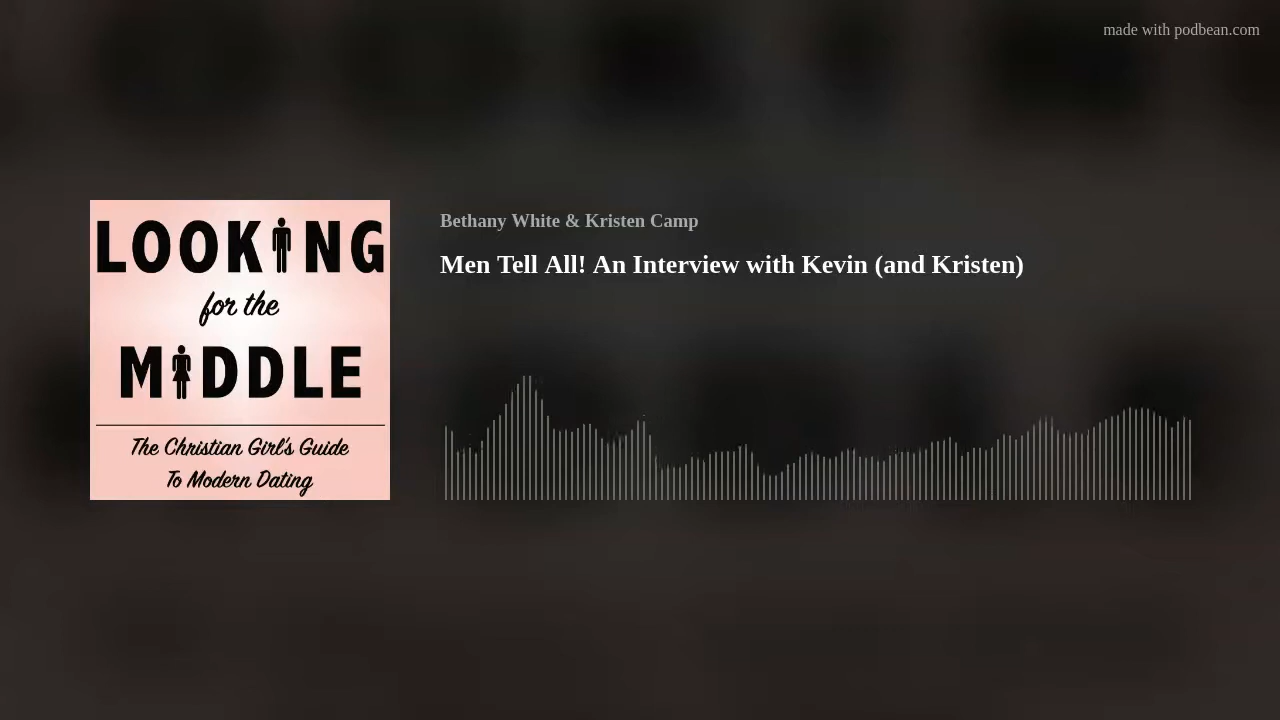 made with podbean.com
LOOKING
for the
MIDDLE
The Christian Girl's Guide
To Modern Dating
Bethany White & Kristen Camp
Men Tell All! An Interview with Kevin (and Kristen)